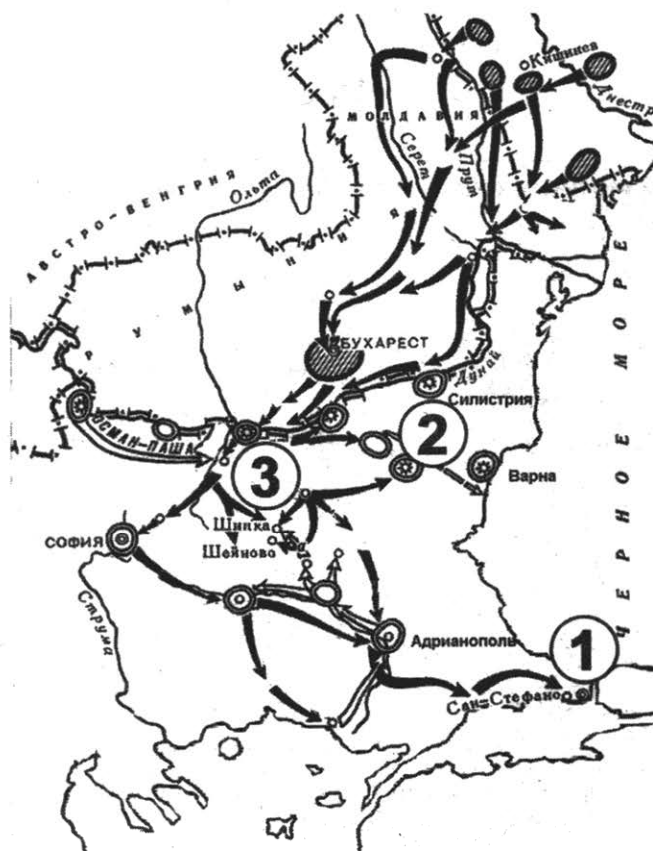 Кишинев
Днестр
МОЛДАВИЯ
Серет
Прут
Ольта
АВСТРО-ВЕНГРИЯ
РУМЫНИЯ
БУХАРЕСТ
Дунай
Силистрия
ОСМАН-ПАША
А.
2
3
Варна
ЧЕРНОЕ МОРЕ
Шипка
Шейново
СОФИЯ
Струма
Адрианополь
1
Сан-Стефано